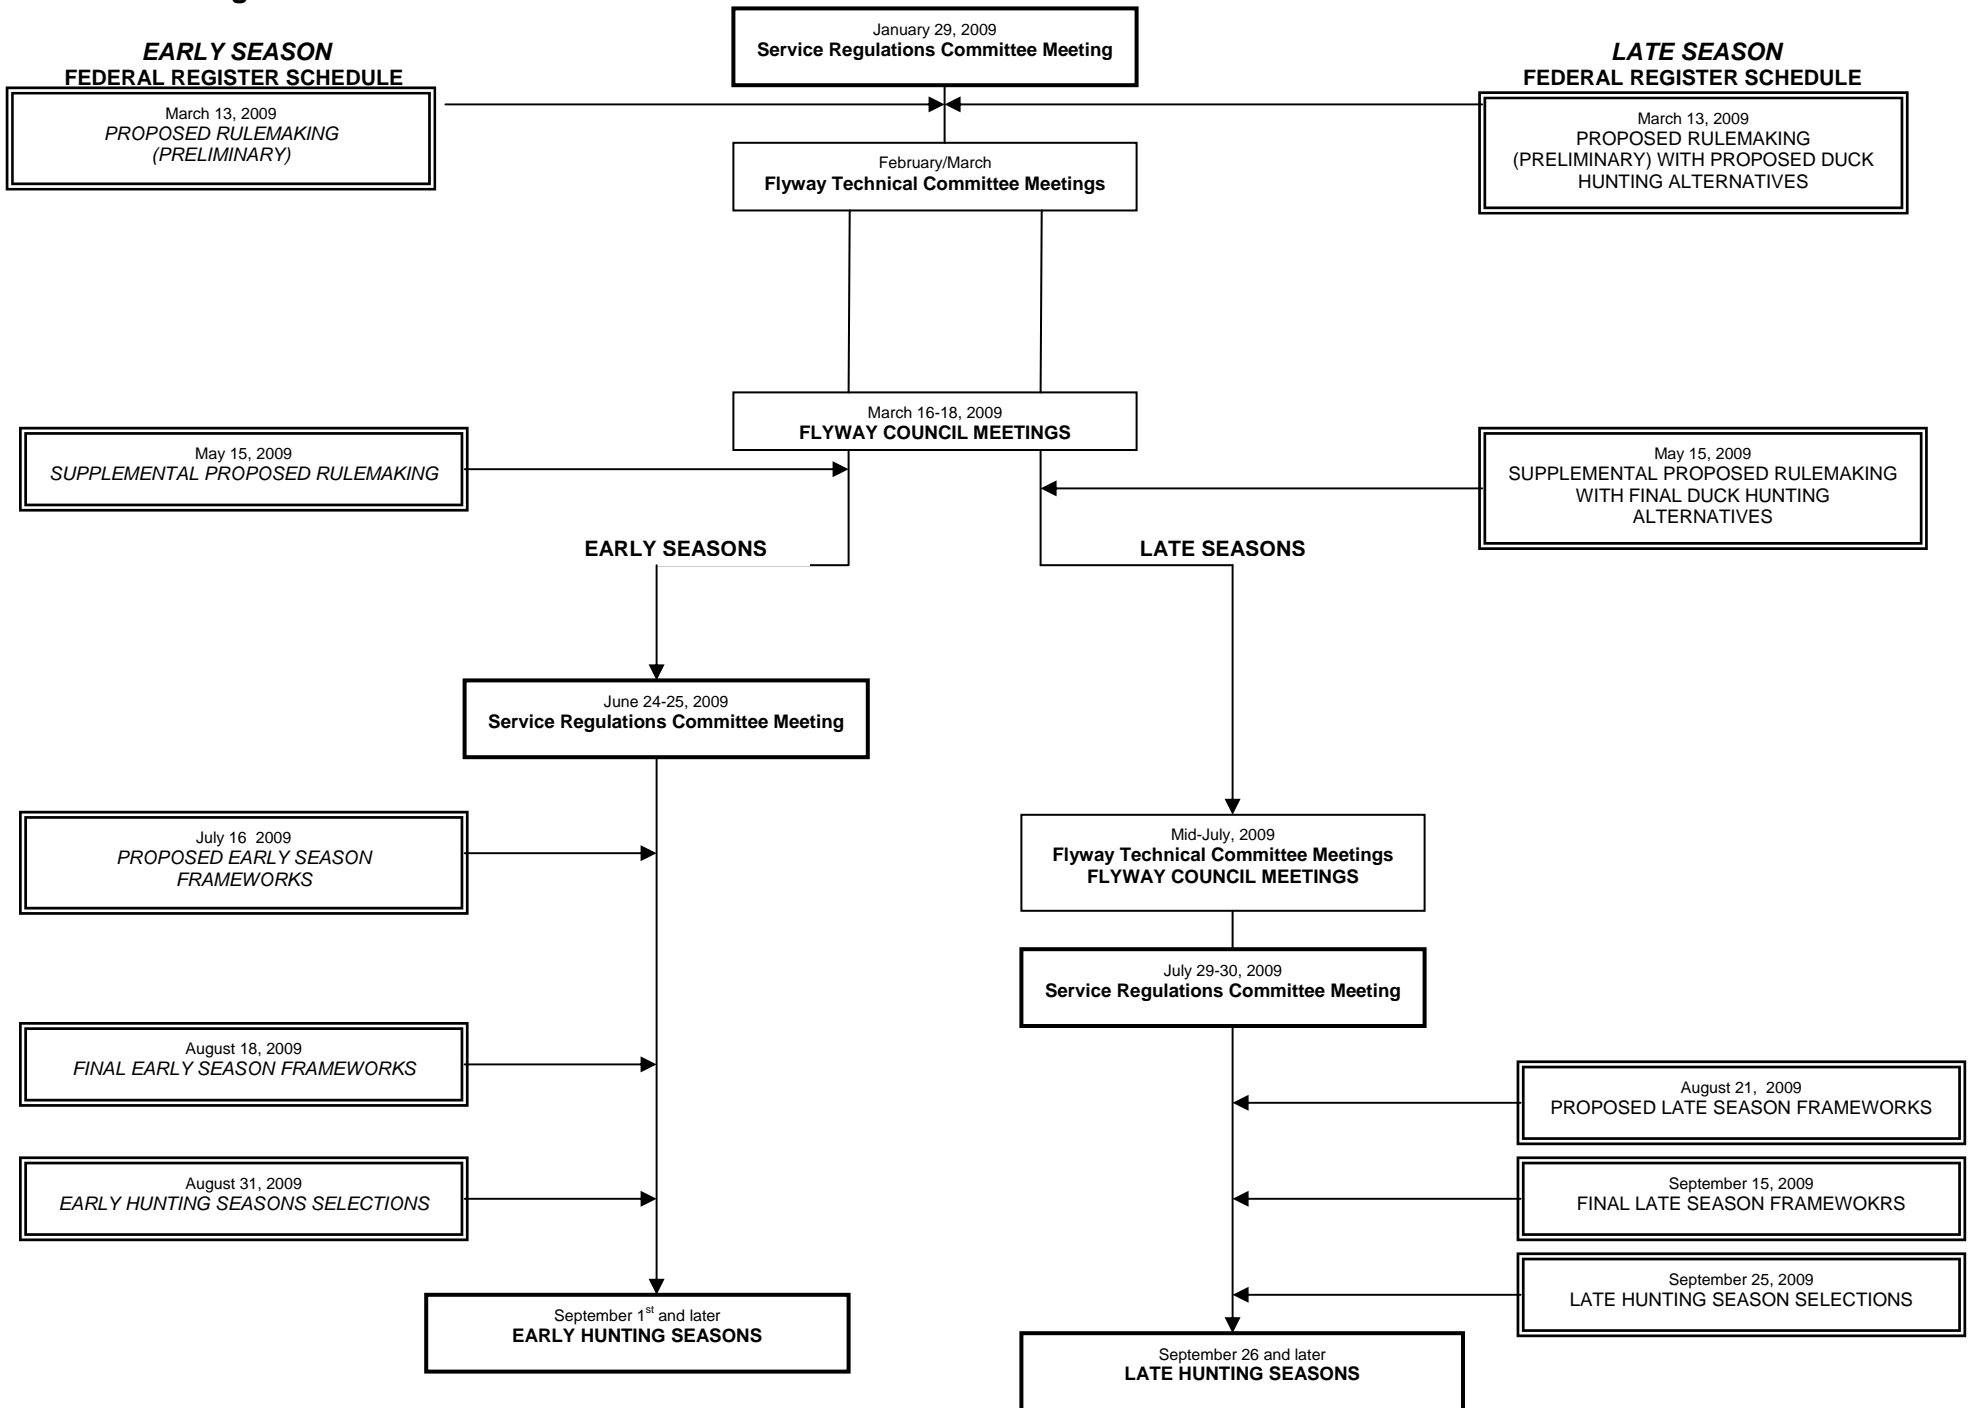 January 29, 2009
Service Regulations Committee Meeting
EARLY SEASON
FEDERAL REGISTER SCHEDULE
LATE SEASON
FEDERAL REGISTER SCHEDULE
March 13, 2009
PROPOSED RULEMAKING
(PRELIMINARY)
March 13, 2009
PROPOSED RULEMAKING
(PRELIMINARY) WITH PROPOSED DUCK
HUNTING ALTERNATIVES
February/March
Flyway Technical Committee Meetings
March 16-18, 2009
FLYWAY COUNCIL MEETINGS
May 15, 2009
SUPPLEMENTAL PROPOSED RULEMAKING
May 15, 2009
SUPPLEMENTAL PROPOSED RULEMAKING
WITH FINAL DUCK HUNTING
ALTERNATIVES
EARLY SEASONS
LATE SEASONS
June 24-25, 2009
Service Regulations Committee Meeting
July 16 2009
PROPOSED EARLY SEASON
FRAMEWORKS
Mid-July, 2009
Flyway Technical Committee Meetings
FLYWAY COUNCIL MEETINGS
July 29-30, 2009
Service Regulations Committee Meeting
August 18, 2009
FINAL EARLY SEASON FRAMEWORKS
August 21, 2009
PROPOSED LATE SEASON FRAMEWORKS
August 31, 2009
EARLY HUNTING SEASONS SELECTIONS
September 15, 2009
FINAL LATE SEASON FRAMEWOKRS
September 25, 2009
LATE HUNTING SEASON SELECTIONS
September 1st and later
EARLY HUNTING SEASONS
September 26 and later
LATE HUNTING SEASONS